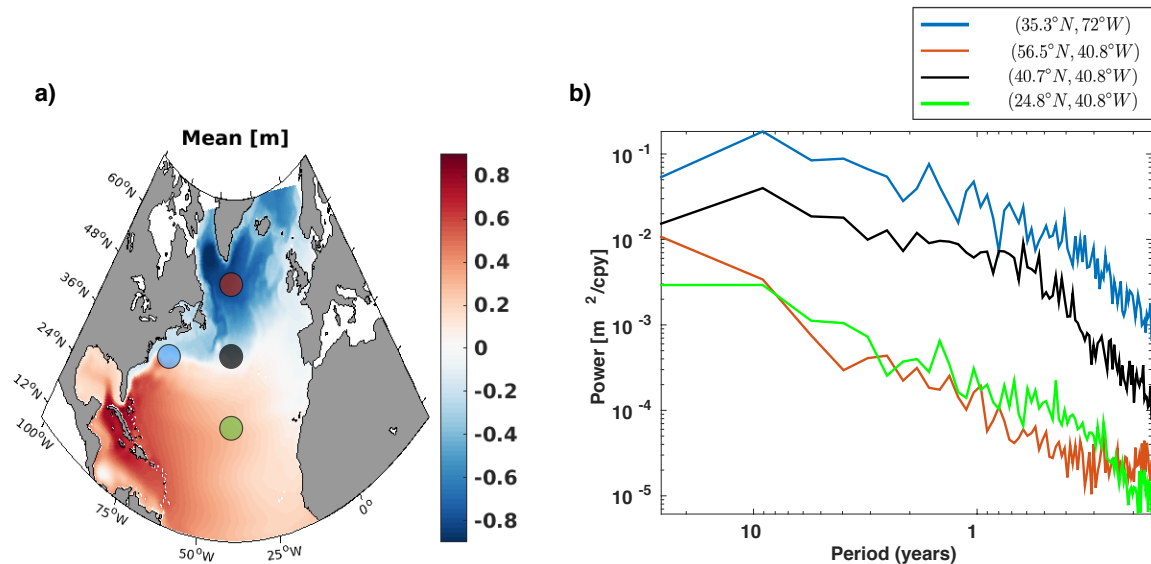 a)
Mean [m]
60°N
48°N
36°N
24°N
12°N
100°W
75°W
50°W
25°W
0°
0.8
0.6
0.4
0.2
0
-0.2
-0.4
-0.6
-0.8
b)
(35.3°N, 72°W)
(56.5°N, 40.8°W)
(40.7°N, 40.8°W)
(24.8°N, 40.8°W)
Power [m ²/cpy]
10⁻¹
10⁻²
10⁻³
10⁻⁴
10⁻⁵
10
1
Period (years)